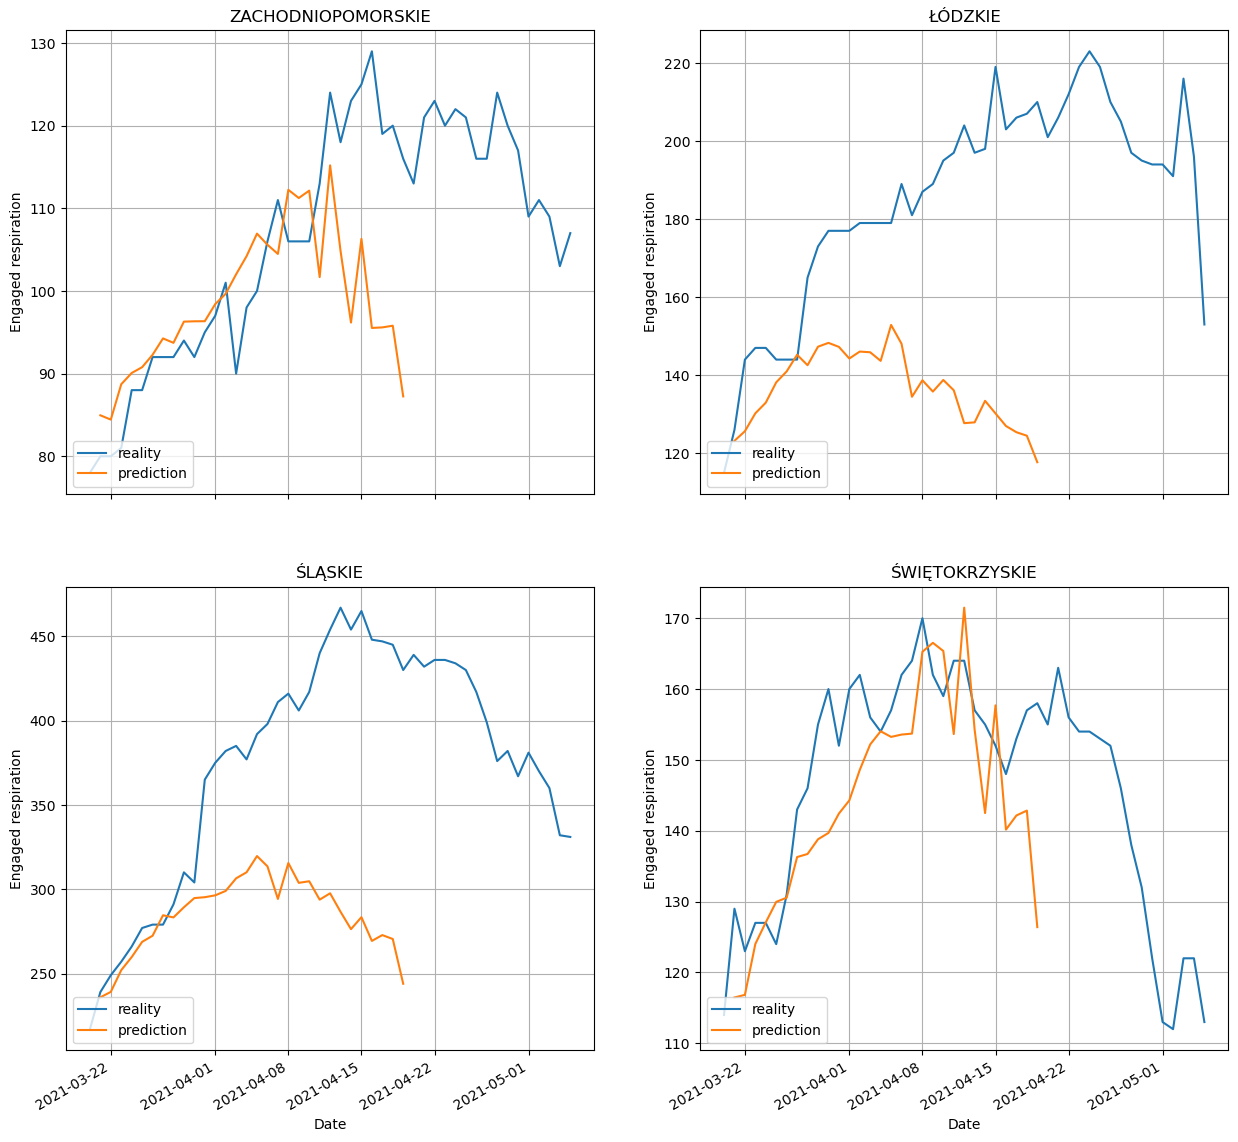 ZACHODNIOPOMORSKIE
130
120
110
100
90
80
Engaged respiration
reality
prediction
ŁÓDZKIE
220
200
180
160
140
120
Engaged respiration
reality
prediction
ŚLĄSKIE
450
400
350
300
250
Engaged respiration
reality
prediction
2021-03-22
2021-04-01
2021-04-08
2021-04-15
2021-04-22
2021-05-01
Date
ŚWIĘTOKRZYSKIE
170
160
150
140
130
120
110
Engaged respiration
reality
prediction
2021-03-22
2021-04-01
2021-04-08
2021-04-15
2021-04-22
2021-05-01
Date